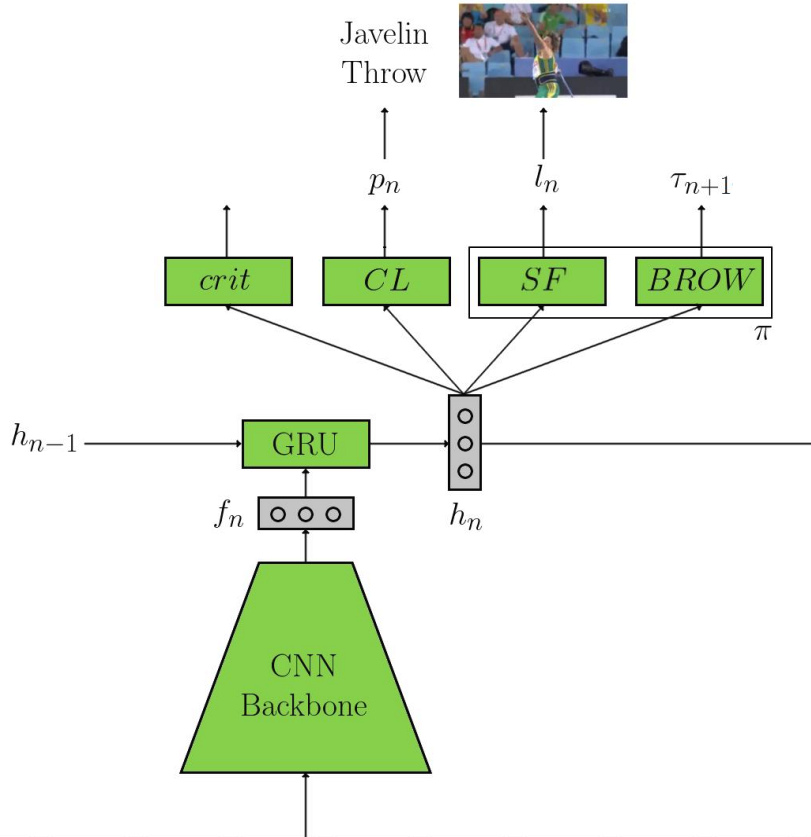 Javelin
Throw
p_n
l_n
τ_{n+1}
crit
CL
SF
BROW
π
h_{n-1}
GRU
f_n
h_n
CNN
Backbone